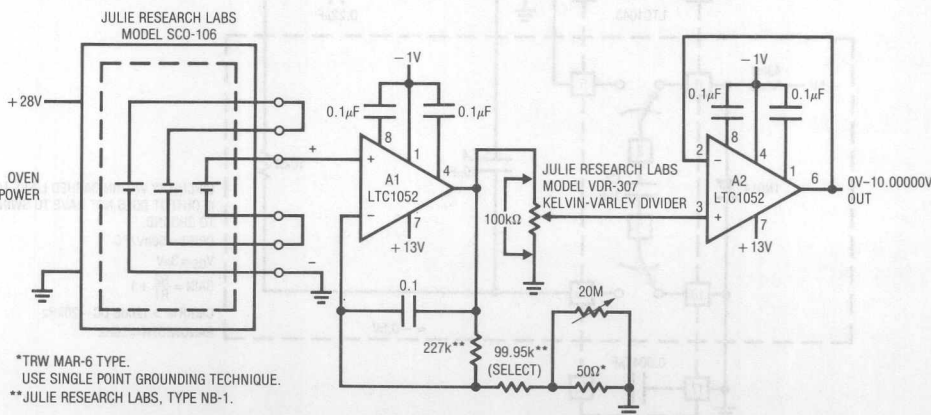 JULIE RESEARCH LABS
MODEL SCO-106
+28V
OVEN
POWER
+
−
−1V
0.1µF
0.1µF
8
1
4
+
−
A1
LTC1052
7
+13V
100kΩ
JULIE RESEARCH LABS
MODEL VDR-307
KELVIN-VARLEY DIVIDER
−1V
0.1µF
0.1µF
8
4
1
2
−
A2
LTC1052
6
3
+
7
+13V
0V–10.00000V
OUT
0.1
227k**
99.95k**
(SELECT)
20M
50Ω*
*TRW MAR-6 TYPE.
USE SINGLE POINT GROUNDING TECHNIQUE.
**JULIE RESEARCH LABS, TYPE NB-1.